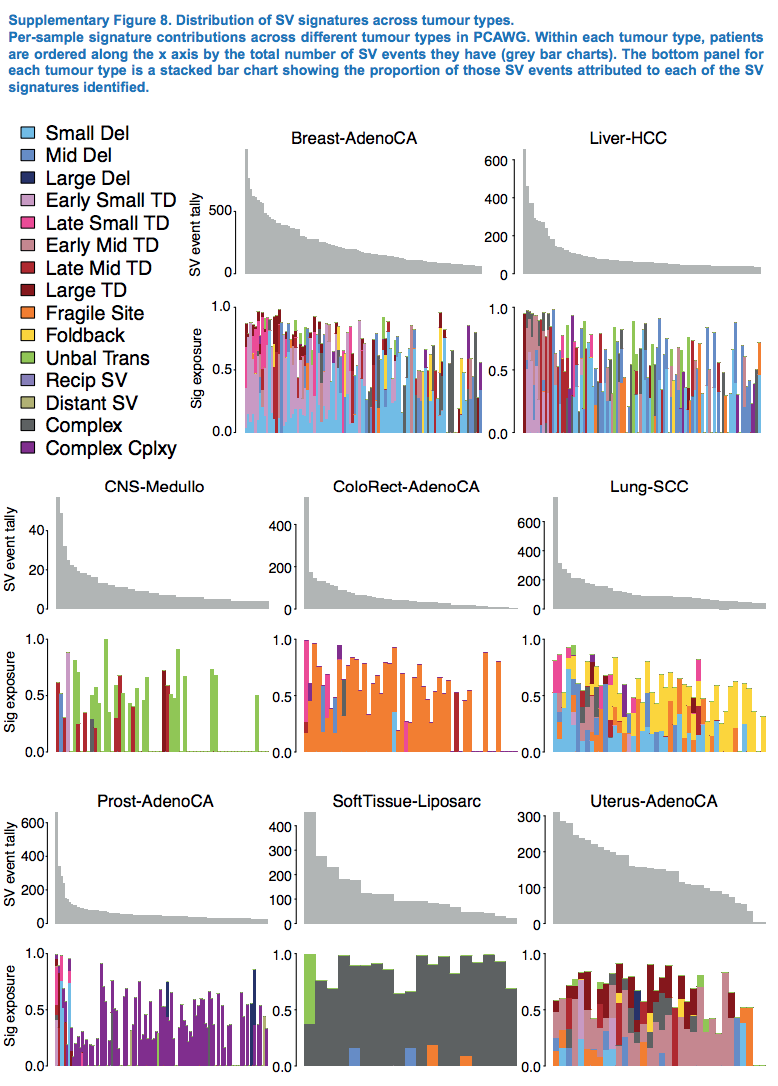 Supplementary Figure 8. Distribution of SV signatures across tumour types.
Per-sample signature contributions across different tumour types in PCAWG. Within each tumour type, patients
are ordered along the x axis by the total number of SV events they have (grey bar charts). The bottom panel for
each tumour type is a stacked bar chart showing the proportion of those SV events attributed to each of the SV
signatures identified.
Small Del
Mid Del
Large Del
Early Small TD
Late Small TD
Early Mid TD
Late Mid TD
Large TD
Fragile Site
Foldback
Unbal Trans
Recip SV
Distant SV
Complex
Complex Cplxy
Breast-AdenoCA
SV event tally
500
0
Sig exposure
1.0
0.5
0.0
Liver-HCC
600
400
200
0
1.0
0.5
0.0
CNS-Medullo
SV event tally
40
20
0
Sig exposure
1.0
0.5
0.0
ColoRect-AdenoCA
400
200
0
1.0
0.5
0.0
Lung-SCC
600
400
200
0
1.0
0.5
0.0
Prost-AdenoCA
SV event tally
600
400
200
0
Sig exposure
1.0
0.5
0.0
SoftTissue-Liposarc
400
300
200
100
0
1.0
0.5
0.0
Uterus-AdenoCA
300
200
100
0
1.0
0.5
0.0